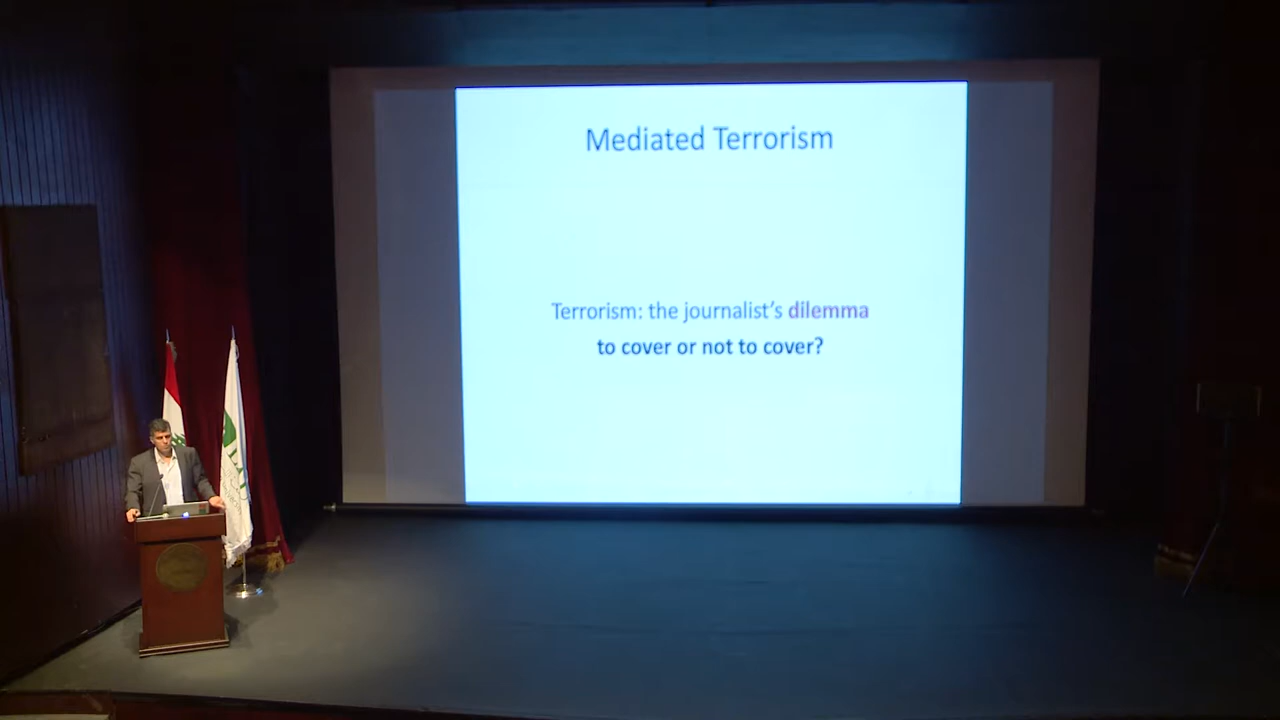 Mediated Terrorism
Terrorism: the journalist's dilemma
to cover or not to cover?